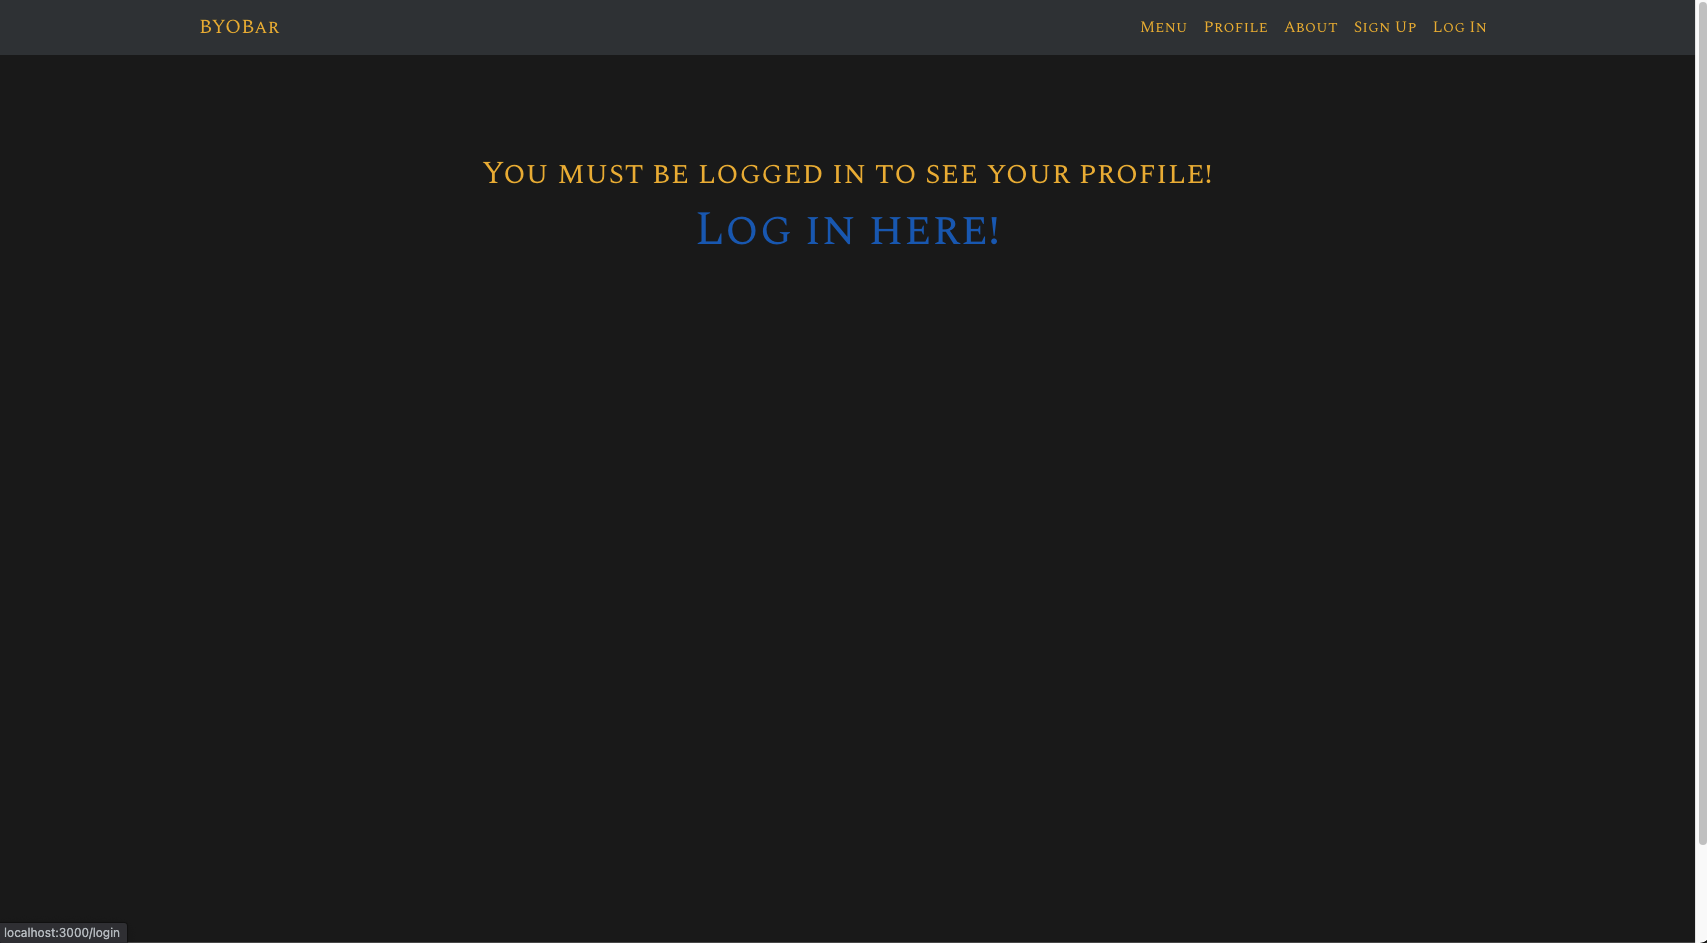 BYOBar
Menu Profile About Sign Up Log In
You must be logged in to see your profile!
Log in here!
localhost:3000/login